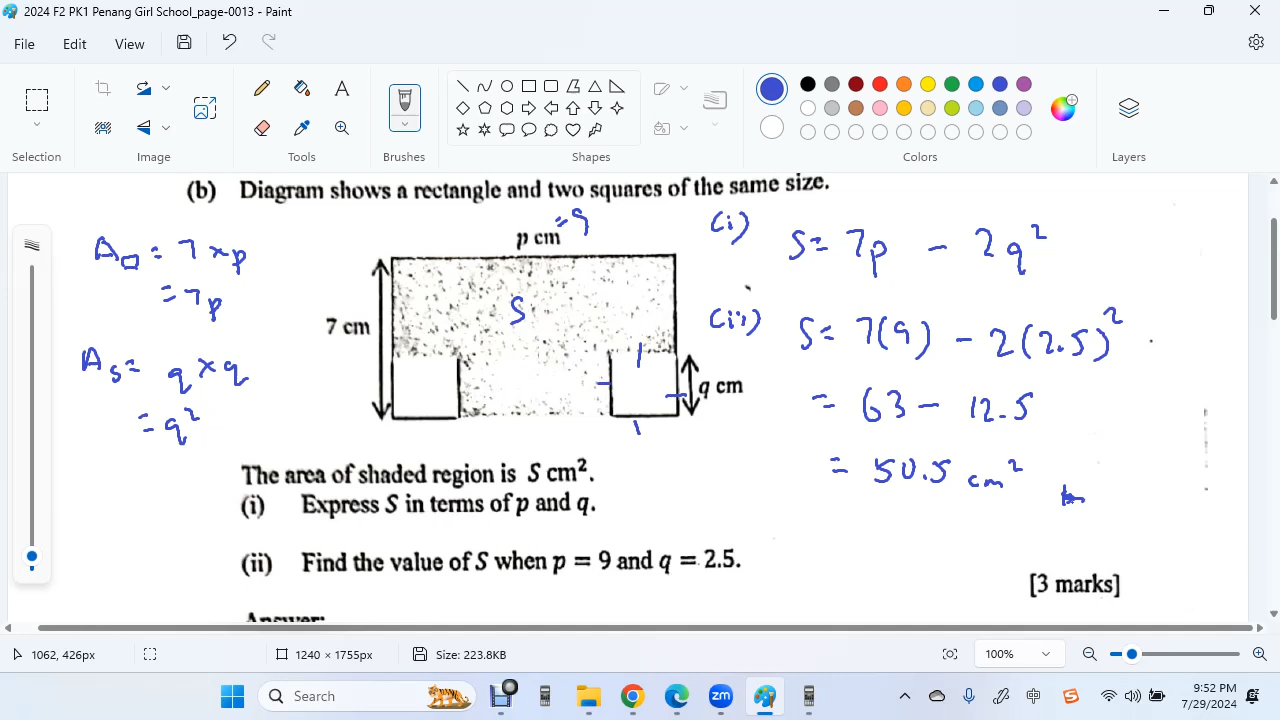 2024 F2 PK1 Penang Girl School_page-0013 - Paint
File Edit View
Selection Image Tools Brushes Shapes Colors Layers
(b) Diagram shows a rectangle and two squares of the same size.
A□ = 7 × p
= 7p
As = q × q
= q²
= 9
p cm
7 cm
S
q cm
(i) S = 7p - 2q²
(ii) S = 7(9) - 2(2.5)²
= 63 - 12.5
= 50.5 cm²
The area of shaded region is S cm².
(i) Express S in terms of p and q.
(ii) Find the value of S when p = 9 and q = 2.5.
[3 marks]
Answer:
1062, 426px
1240 × 1755px
Size: 223.8KB
100%
Search
zm
中
9:52 PM
7/29/2024